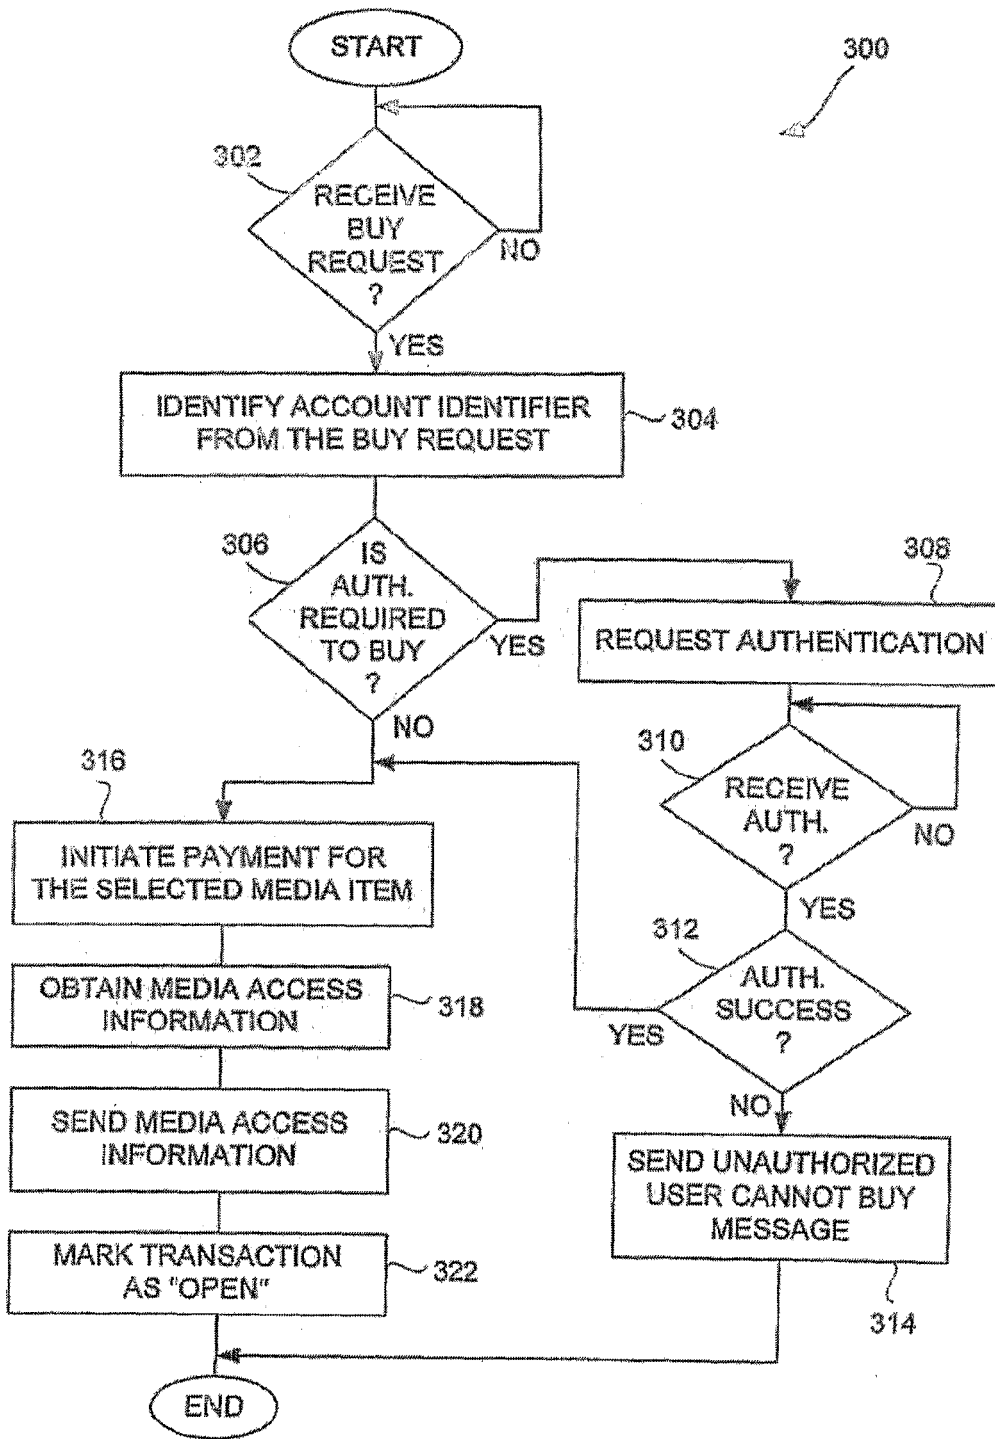 START
300
302
RECEIVE
BUY
REQUEST
?
NO
YES
IDENTIFY ACCOUNT IDENTIFIER
FROM THE BUY REQUEST
304
306
IS
AUTH.
REQUIRED
TO BUY
?
YES
NO
308
REQUEST AUTHENTICATION
310
RECEIVE
AUTH.
?
NO
YES
312
AUTH.
SUCCESS
?
YES
NO
SEND UNAUTHORIZED
USER CANNOT BUY
MESSAGE
314
316
INITIATE PAYMENT FOR
THE SELECTED MEDIA ITEM
OBTAIN MEDIA ACCESS
INFORMATION
318
SEND MEDIA ACCESS
INFORMATION
320
MARK TRANSACTION
AS "OPEN"
322
END